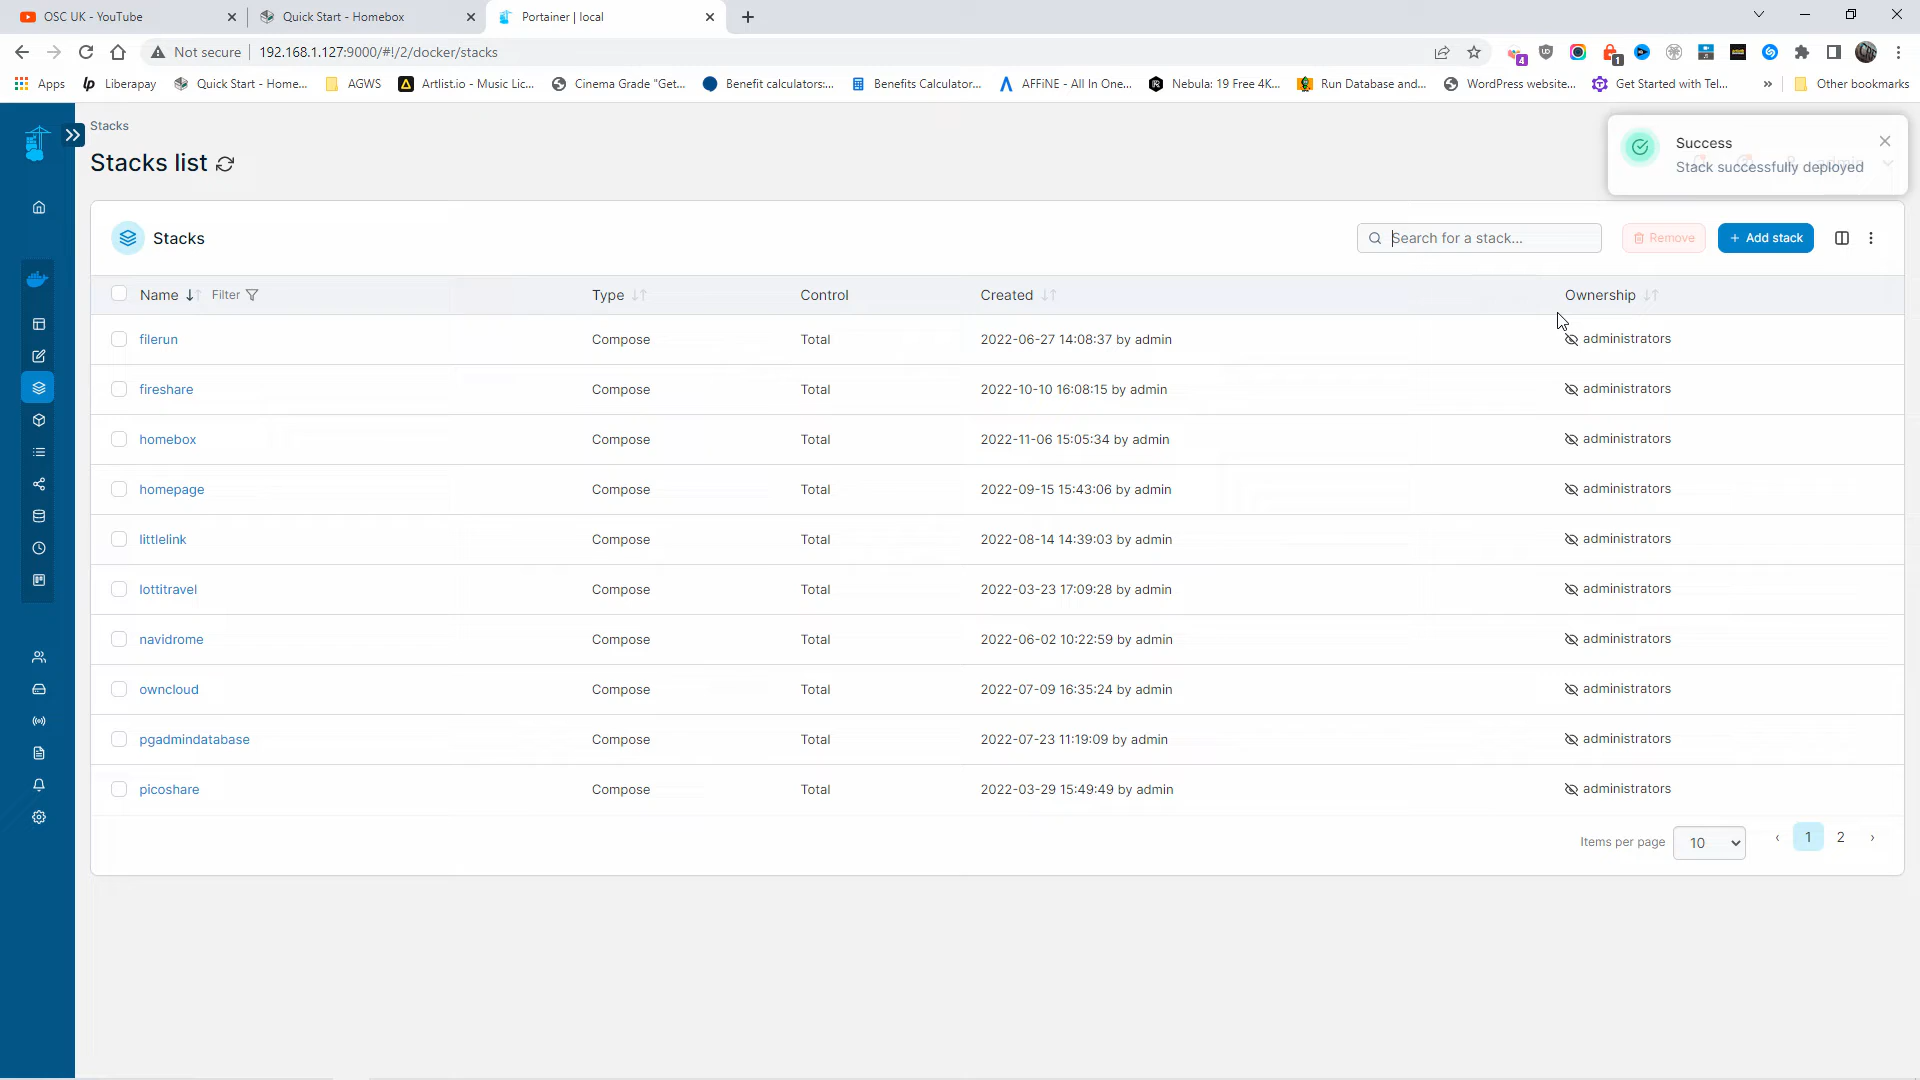 OSC UK - YouTube
Quick Start - Homebox
Portainer | local
Not secure
192.168.1.127:9000/#!/2/docker/stacks
4
1
Apps
Liberapay
Quick Start - Home...
AGWS
Artlist.io - Music Lic...
Cinema Grade "Get...
Benefit calculators:...
Benefits Calculator...
AFFiNE - All In One...
Nebula: 19 Free 4K...
Run Database and...
WordPress website...
Get Started with Tel...
»
Other bookmarks
Stacks
Stacks list
Success
Stack successfully deployed
Stacks
Search for a stack...
Remove
+ Add stack
Name
Filter
Type
Control
Created
Ownership
filerun Compose Total 2022-06-27 14:08:37 by admin administrators
fireshare Compose Total 2022-10-10 16:08:15 by admin administrators
homebox Compose Total 2022-11-06 15:05:34 by admin administrators
homepage Compose Total 2022-09-15 15:43:06 by admin administrators
littlelink Compose Total 2022-08-14 14:39:03 by admin administrators
lottitravel Compose Total 2022-03-23 17:09:28 by admin administrators
navidrome Compose Total 2022-06-02 10:22:59 by admin administrators
owncloud Compose Total 2022-07-09 16:35:24 by admin administrators
pgadmindatabase Compose Total 2022-07-23 11:19:09 by admin administrators
picoshare Compose Total 2022-03-29 15:49:49 by admin administrators
Items per page 10 ‹ 1 2 ›